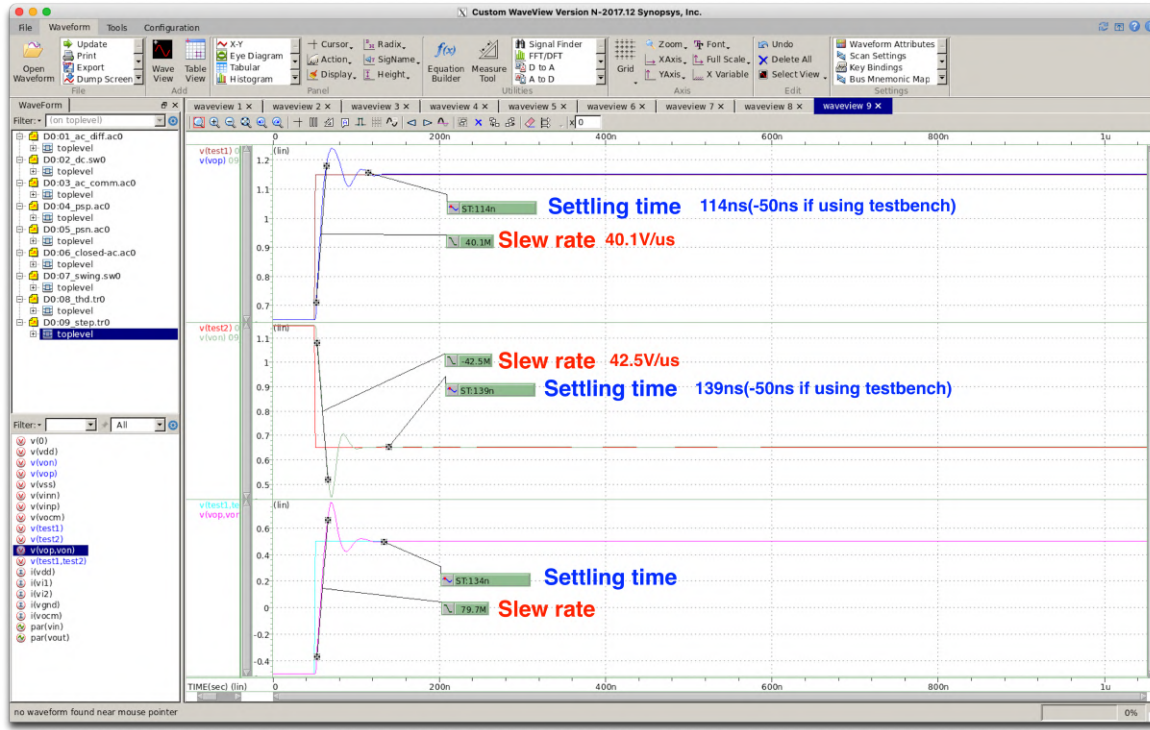 Custom WaveView Version N-2017.12 Synopsys, Inc.
File Waveform Tools Configuration
Open Waveform
Update
Print
Export
Dump Screen
File
Wave View
Table View
Add
X-Y
Eye Diagram
Tabular
Histogram
Cursor
Action
Display
Radix
SigName
Height
Panel
f(x)
Equation Builder
Measure Tool
Signal Finder
FFT/DFT
D to A
A to D
Utilities
Grid
Zoom
XAxis
YAxis
Font
Full Scale
X Variable
Axis
Undo
Delete All
Select View
Edit
Waveform Attributes
Scan Settings
Key Bindings
Bus Mnemonic Map
Settings
WaveForm
waveview 1 waveview 2 waveview 3 waveview 4 waveview 5 waveview 6 waveview 7 waveview 8 waveview 9
Filter: (on toplevel)
x 0
D0:01_ac_diff.ac0
toplevel
D0:02_dc.sw0
toplevel
D0:03_ac_comm.ac0
toplevel
D0:04_psp.ac0
toplevel
D0:05_psn.ac0
toplevel
D0:06_closed-ac.ac0
toplevel
D0:07_swing.sw0
toplevel
D0:08_thd.tr0
toplevel
D0:09_step.tr0
toplevel
Filter: All
v(0)
v(vdd)
v(von)
v(vop)
v(vss)
v(vinn)
v(vinp)
v(vocm)
v(test1)
v(test2)
v(vop,von)
v(test1,test2)
i(vdd)
i(vi1)
i(vi2)
i(vgnd)
i(vocm)
par(vin)
par(vout)
0 200n 400n 600n 800n 1u
v(test1) 0
v(vop) 09
(lin)
1.2
1.1
1
0.9
0.8
0.7
ST:114n Settling time 114ns(-50ns if using testbench)
40.1M Slew rate 40.1V/us
v(test2) 0
v(von) 09
(lin)
1.1
1
0.9
0.8
0.7
0.6
0.5
-42.5M Slew rate 42.5V/us
ST:139n Settling time 139ns(-50ns if using testbench)
v(test1,te
v(vop,von
(lin)
0.6
0.4
0.2
0
-0.2
-0.4
ST:134n Settling time
79.7M Slew rate
TIME(sec) (lin) 0 200n 400n 600n 800n 1u
no waveform found near mouse pointer
0%